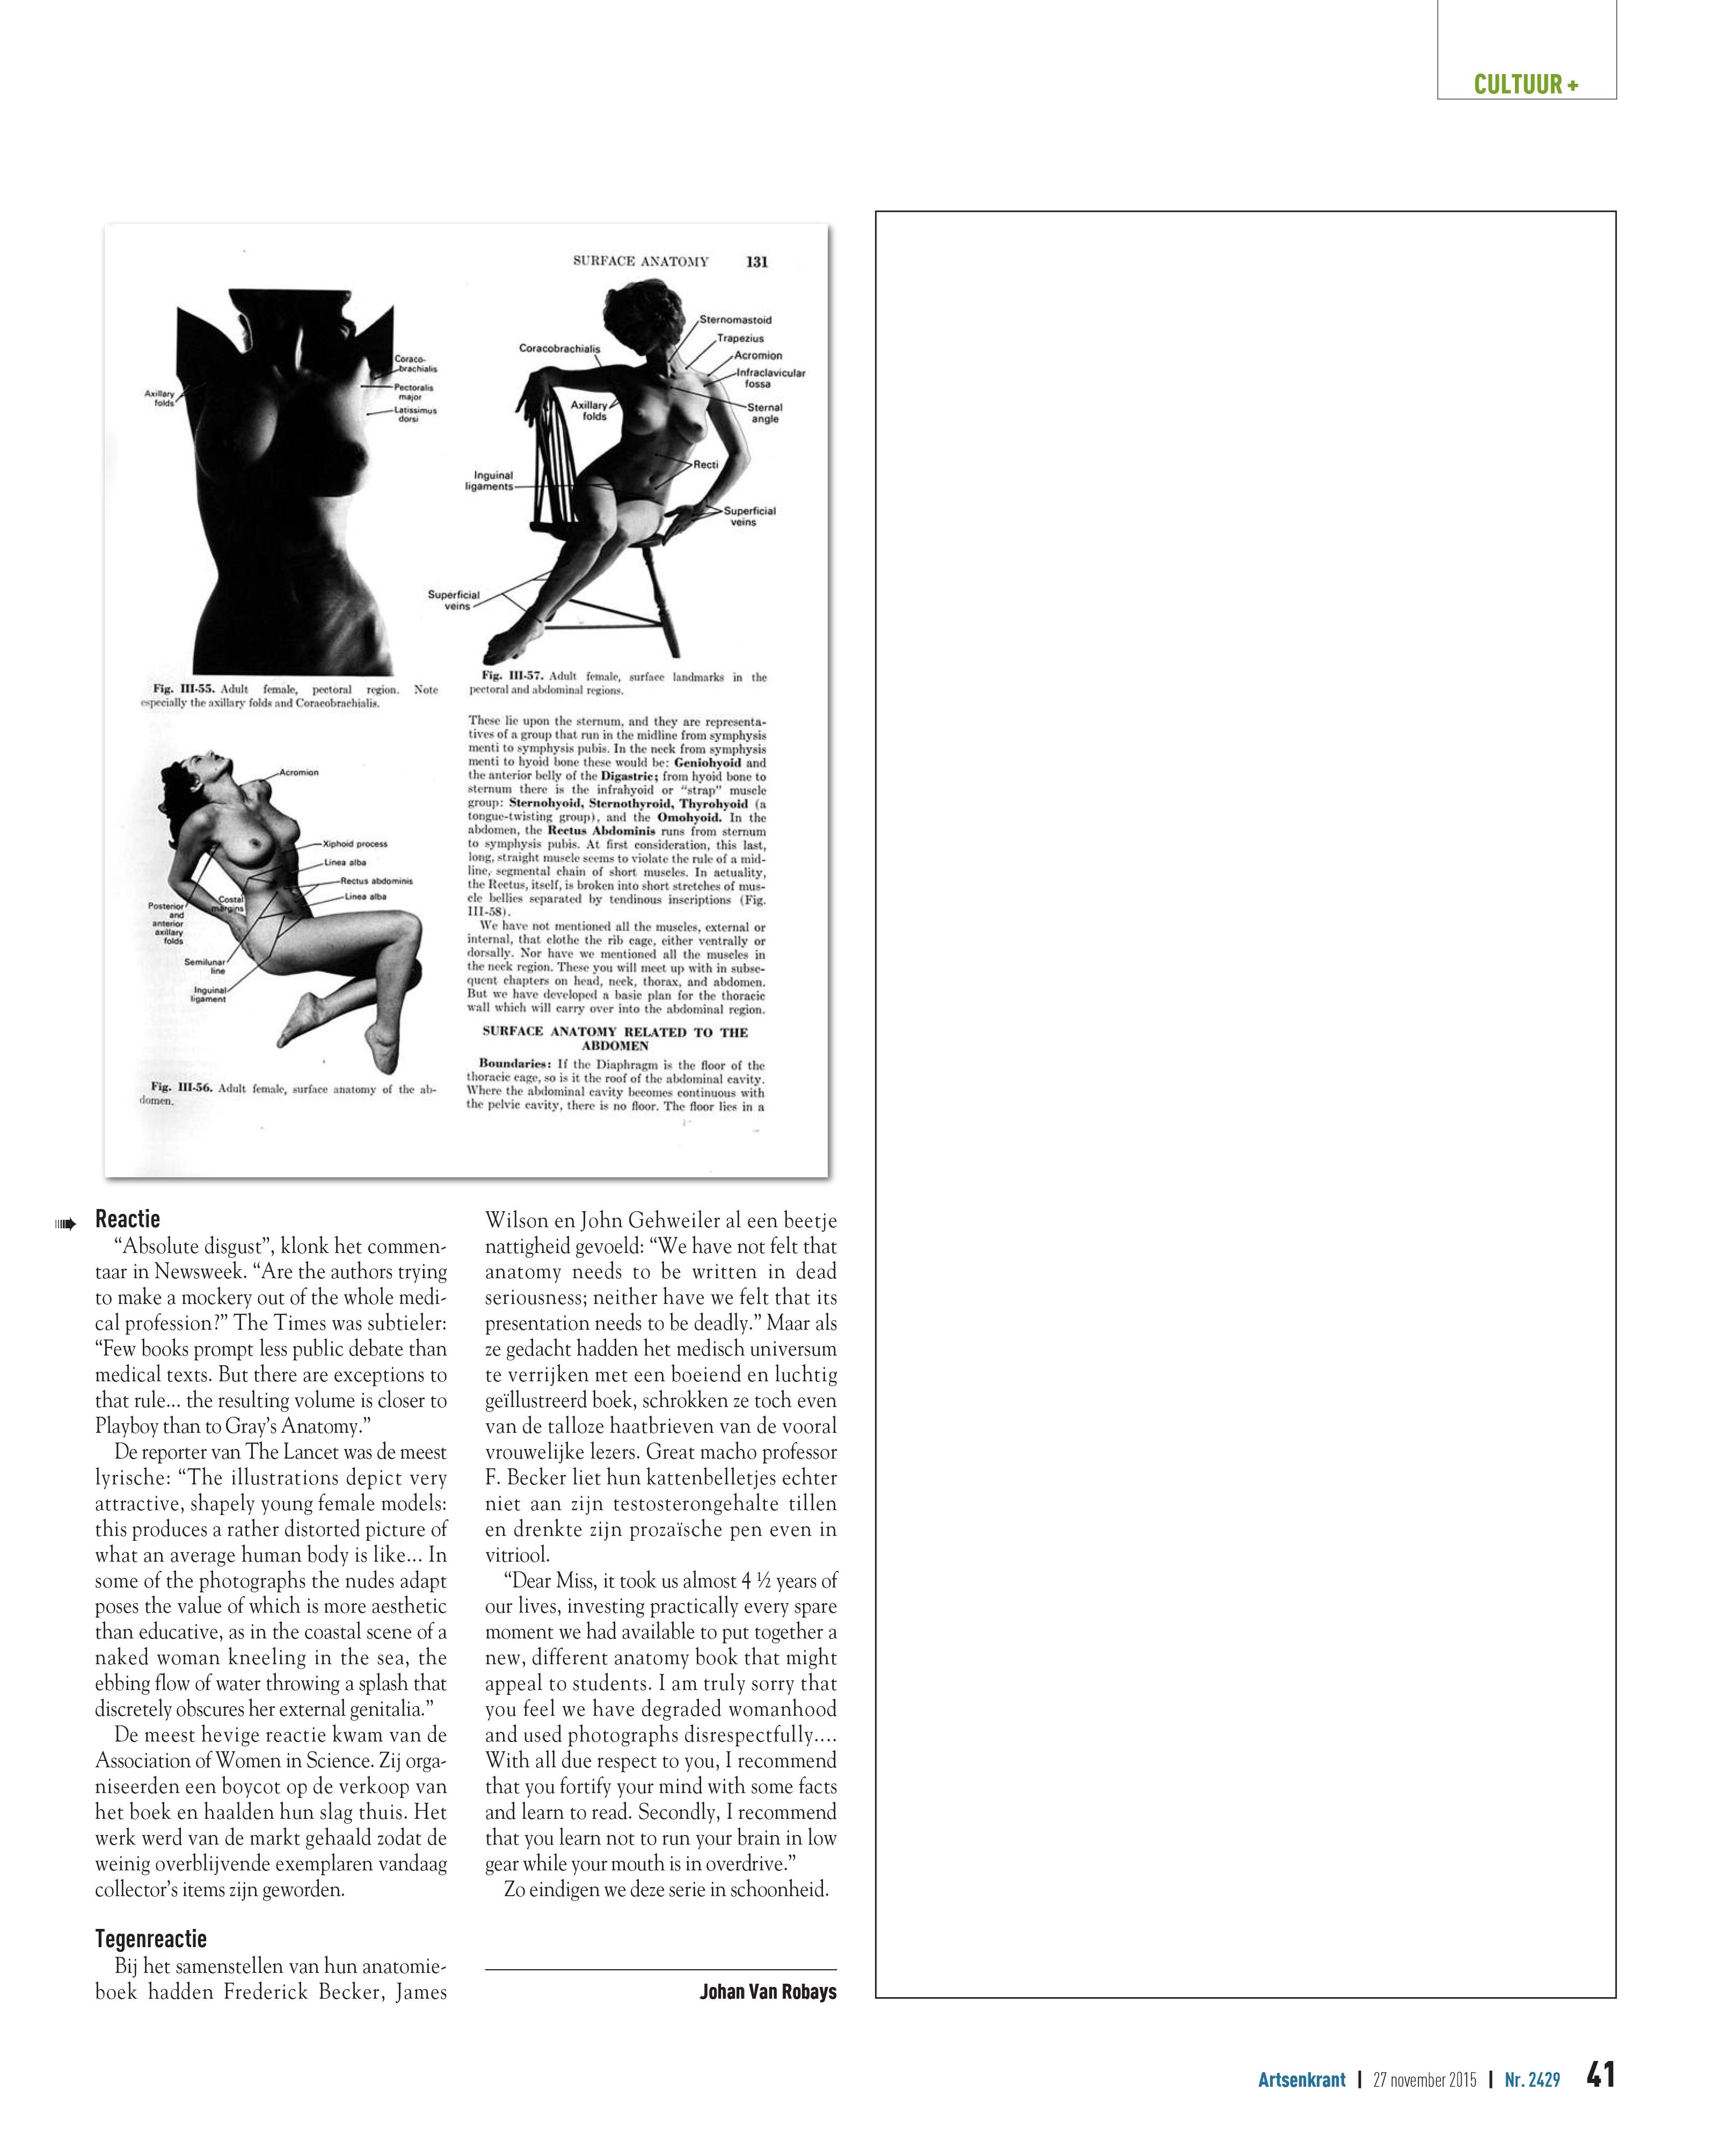 CULTUUR +
SURFACE ANATOMY 131
Axillary
folds
Coraco-
brachialis
Pectoralis
major
Latissimus
dorsi
Fig. III-55. Adult female, pectoral region. Note
especially the axillary folds and Coracobrachialis.
Coracobrachialis
Sternomastoid
Trapezius
Acromion
Infraclavicular
fossa
Axillary
folds
Sternal
angle
Recti
Inguinal
ligaments
Superficial
veins
Superficial
veins
Fig. III-57. Adult female, surface landmarks in the
pectoral and abdominal regions.
Acromion
Xiphoid process
Linea alba
Rectus abdominis
Linea alba
Costal
margins
Posterior
and
anterior
axillary
folds
Semilunar
line
Inguinal
ligament
Fig. III-56. Adult female, surface anatomy of the ab-
domen.
These lie upon the sternum, and they are representa-
tives of a group that run in the midline from symphysis
menti to symphysis pubis. In the neck from symphysis
menti to hyoid bone these would be: Geniohyoid and
the anterior belly of the Digastric; from hyoid bone to
sternum there is the infrahyoid or “strap” muscle
group: Sternohyoid, Sternothyroid, Thyrohyoid (a
tongue-twisting group), and the Omohyoid. In the
abdomen, the Rectus Abdominis runs from sternum
to symphysis pubis. At first consideration, this last,
long, straight muscle seems to violate the rule of a mid-
line, segmental chain of short muscles. In actuality,
the Rectus, itself, is broken into short stretches of mus-
cle bellies separated by tendinous inscriptions (Fig.
III-58).
We have not mentioned all the muscles, external or
internal, that clothe the rib cage, either ventrally or
dorsally. Nor have we mentioned all the muscles in
the neck region. These you will meet up with in subse-
quent chapters on head, neck, thorax, and abdomen.
But we have developed a basic plan for the thoracic
wall which will carry over into the abdominal region.
SURFACE ANATOMY RELATED TO THE
ABDOMEN
Boundaries: If the Diaphragm is the floor of the
thoracic cage, so is it the roof of the abdominal cavity.
Where the abdominal cavity becomes continuous with
the pelvic cavity, there is no floor. The floor lies in a
Reactie
“Absolute disgust”, klonk het commen-
taar in Newsweek. “Are the authors trying
to make a mockery out of the whole medi-
cal profession?” The Times was subtieler:
“Few books prompt less public debate than
medical texts. But there are exceptions to
that rule... the resulting volume is closer to
Playboy than to Gray’s Anatomy.”
De reporter van The Lancet was de meest
lyrische: “The illustrations depict very
attractive, shapely young female models:
this produces a rather distorted picture of
what an average human body is like... In
some of the photographs the nudes adapt
poses the value of which is more aesthetic
than educative, as in the coastal scene of a
naked woman kneeling in the sea, the
ebbing flow of water throwing a splash that
discretely obscures her external genitalia.”
De meest hevige reactie kwam van de
Association of Women in Science. Zij orga-
niseerden een boycot op de verkoop van
het boek en haalden hun slag thuis. Het
werk werd van de markt gehaald zodat de
weinig overblijvende exemplaren vandaag
collector’s items zijn geworden.
Tegenreactie
Bij het samenstellen van hun anatomie-
boek hadden Frederick Becker, James
Wilson en John Gehweiler al een beetje
nattigheid gevoeld: “We have not felt that
anatomy needs to be written in dead
seriousness; neither have we felt that its
presentation needs to be deadly.” Maar als
ze gedacht hadden het medisch universum
te verrijken met een boeiend en luchtig
geïllustreerd boek, schrokken ze toch even
van de talloze haatbrieven van de vooral
vrouwelijke lezers. Great macho professor
F. Becker liet hun kattenbelletjes echter
niet aan zijn testosterongehalte tillen
en drenkte zijn prozaïsche pen even in
vitriool.
“Dear Miss, it took us almost 4 ½ years of
our lives, investing practically every spare
moment we had available to put together a
new, different anatomy book that might
appeal to students. I am truly sorry that
you feel we have degraded womanhood
and used photographs disrespectfully....
With all due respect to you, I recommend
that you fortify your mind with some facts
and learn to read. Secondly, I recommend
that you learn not to run your brain in low
gear while your mouth is in overdrive.”
Zo eindigen we deze serie in schoonheid.
Johan Van Robays
Artsenkrant | 27 november 2015 | Nr. 2429 41